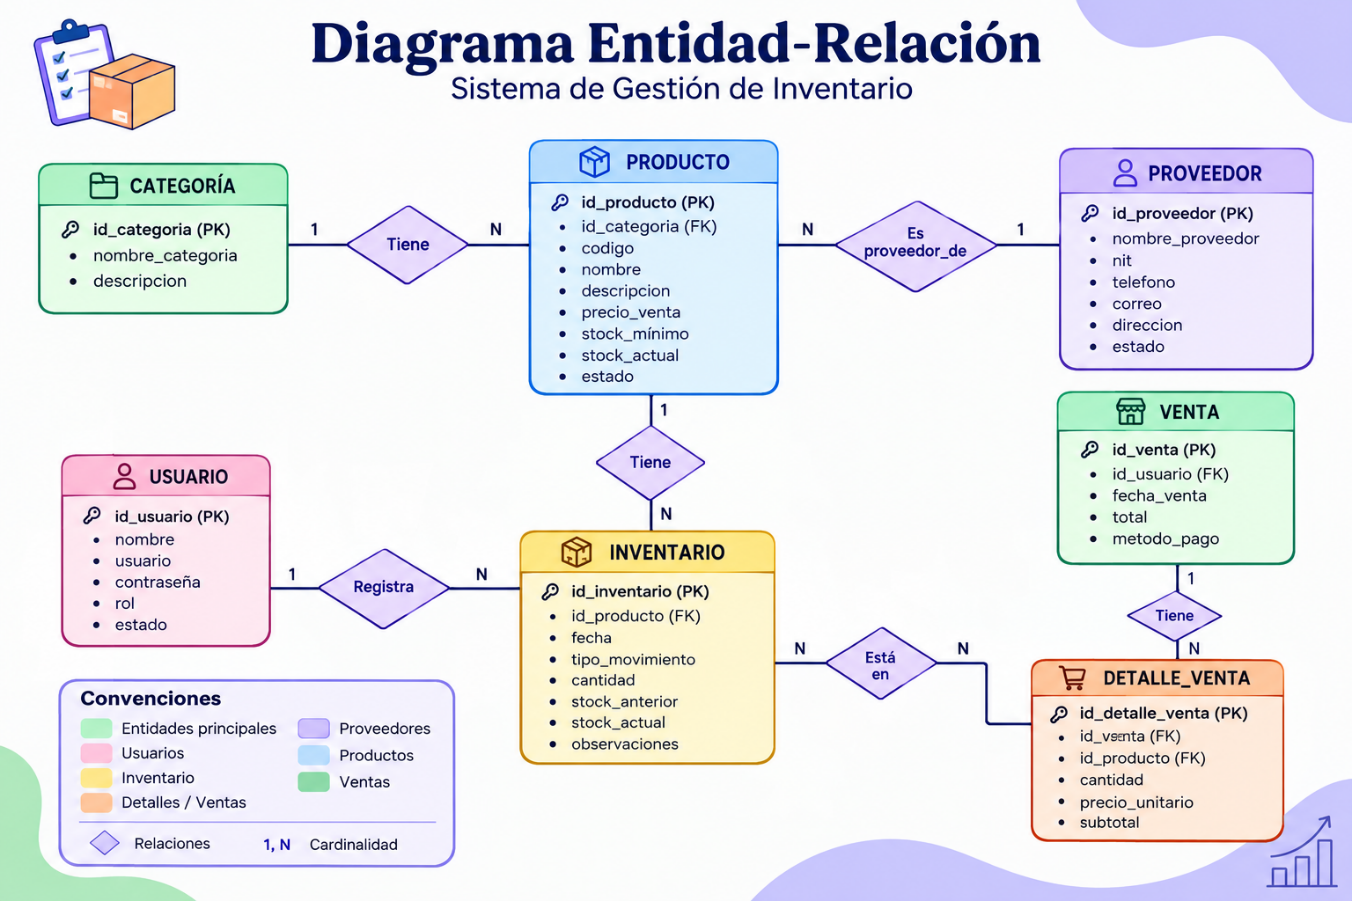 Diagrama Entidad-Relación
Sistema de Gestión de Inventario
CATEGORÍA
id_categoria (PK)
nombre_categoria
descripcion
1
Tiene
N
PRODUCTO
id_producto (PK)
id_categoria (FK)
codigo
nombre
descripcion
precio_venta
stock_mínimo
stock_actual
estado
N
Es
proveedor_de
1
PROVEEDOR
id_proveedor (PK)
nombre_proveedor
nit
telefono
correo
direccion
estado
1
Tiene
N
USUARIO
id_usuario (PK)
nombre
usuario
contraseña
rol
estado
1
Registra
N
INVENTARIO
id_inventario (PK)
id_producto (FK)
fecha
tipo_movimiento
cantidad
stock_anterior
stock_actual
observaciones
N
Está
en
N
VENTA
id_venta (PK)
id_usuario (FK)
fecha_venta
total
metodo_pago
1
Tiene
N
DETALLE_VENTA
id_detalle_venta (PK)
id_venta (FK)
id_producto (FK)
cantidad
precio_unitario
subtotal
Convenciones
Entidades principales
Usuarios
Inventario
Detalles / Ventas
Proveedores
Productos
Ventas
Relaciones
1, N Cardinalidad